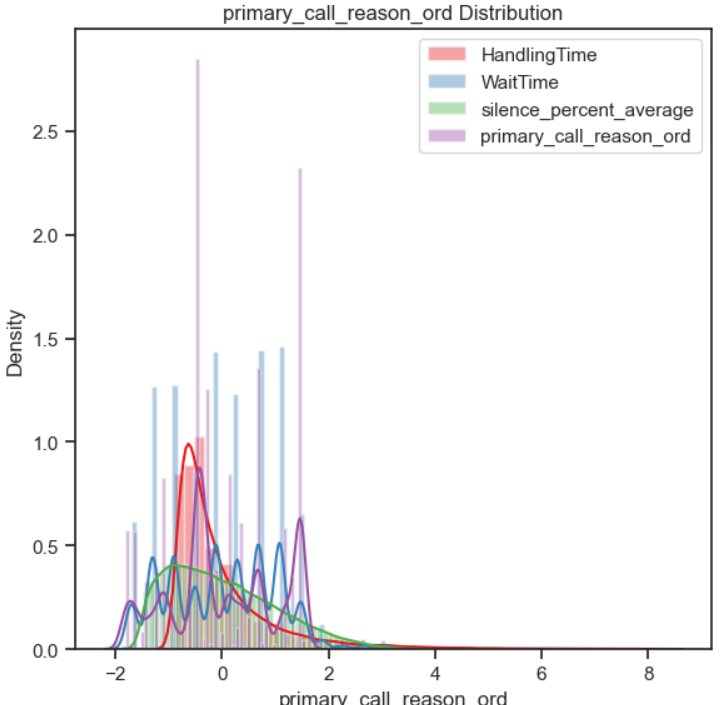 primary_call_reason_ord Distribution
HandlingTime
WaitTime
silence_percent_average
primary_call_reason_ord
Density
2.5
2.0
1.5
1.0
0.5
0.0
−2 0 2 4 6 8
primary_call_reason_ord